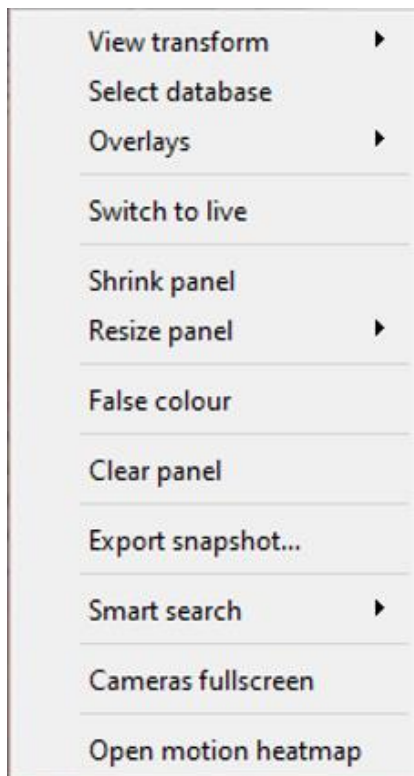 View transform
Select database
Overlays
Switch to live
Shrink panel
Resize panel
False colour
Clear panel
Export snapshot...
Smart search
Cameras fullscreen
Open motion heatmap